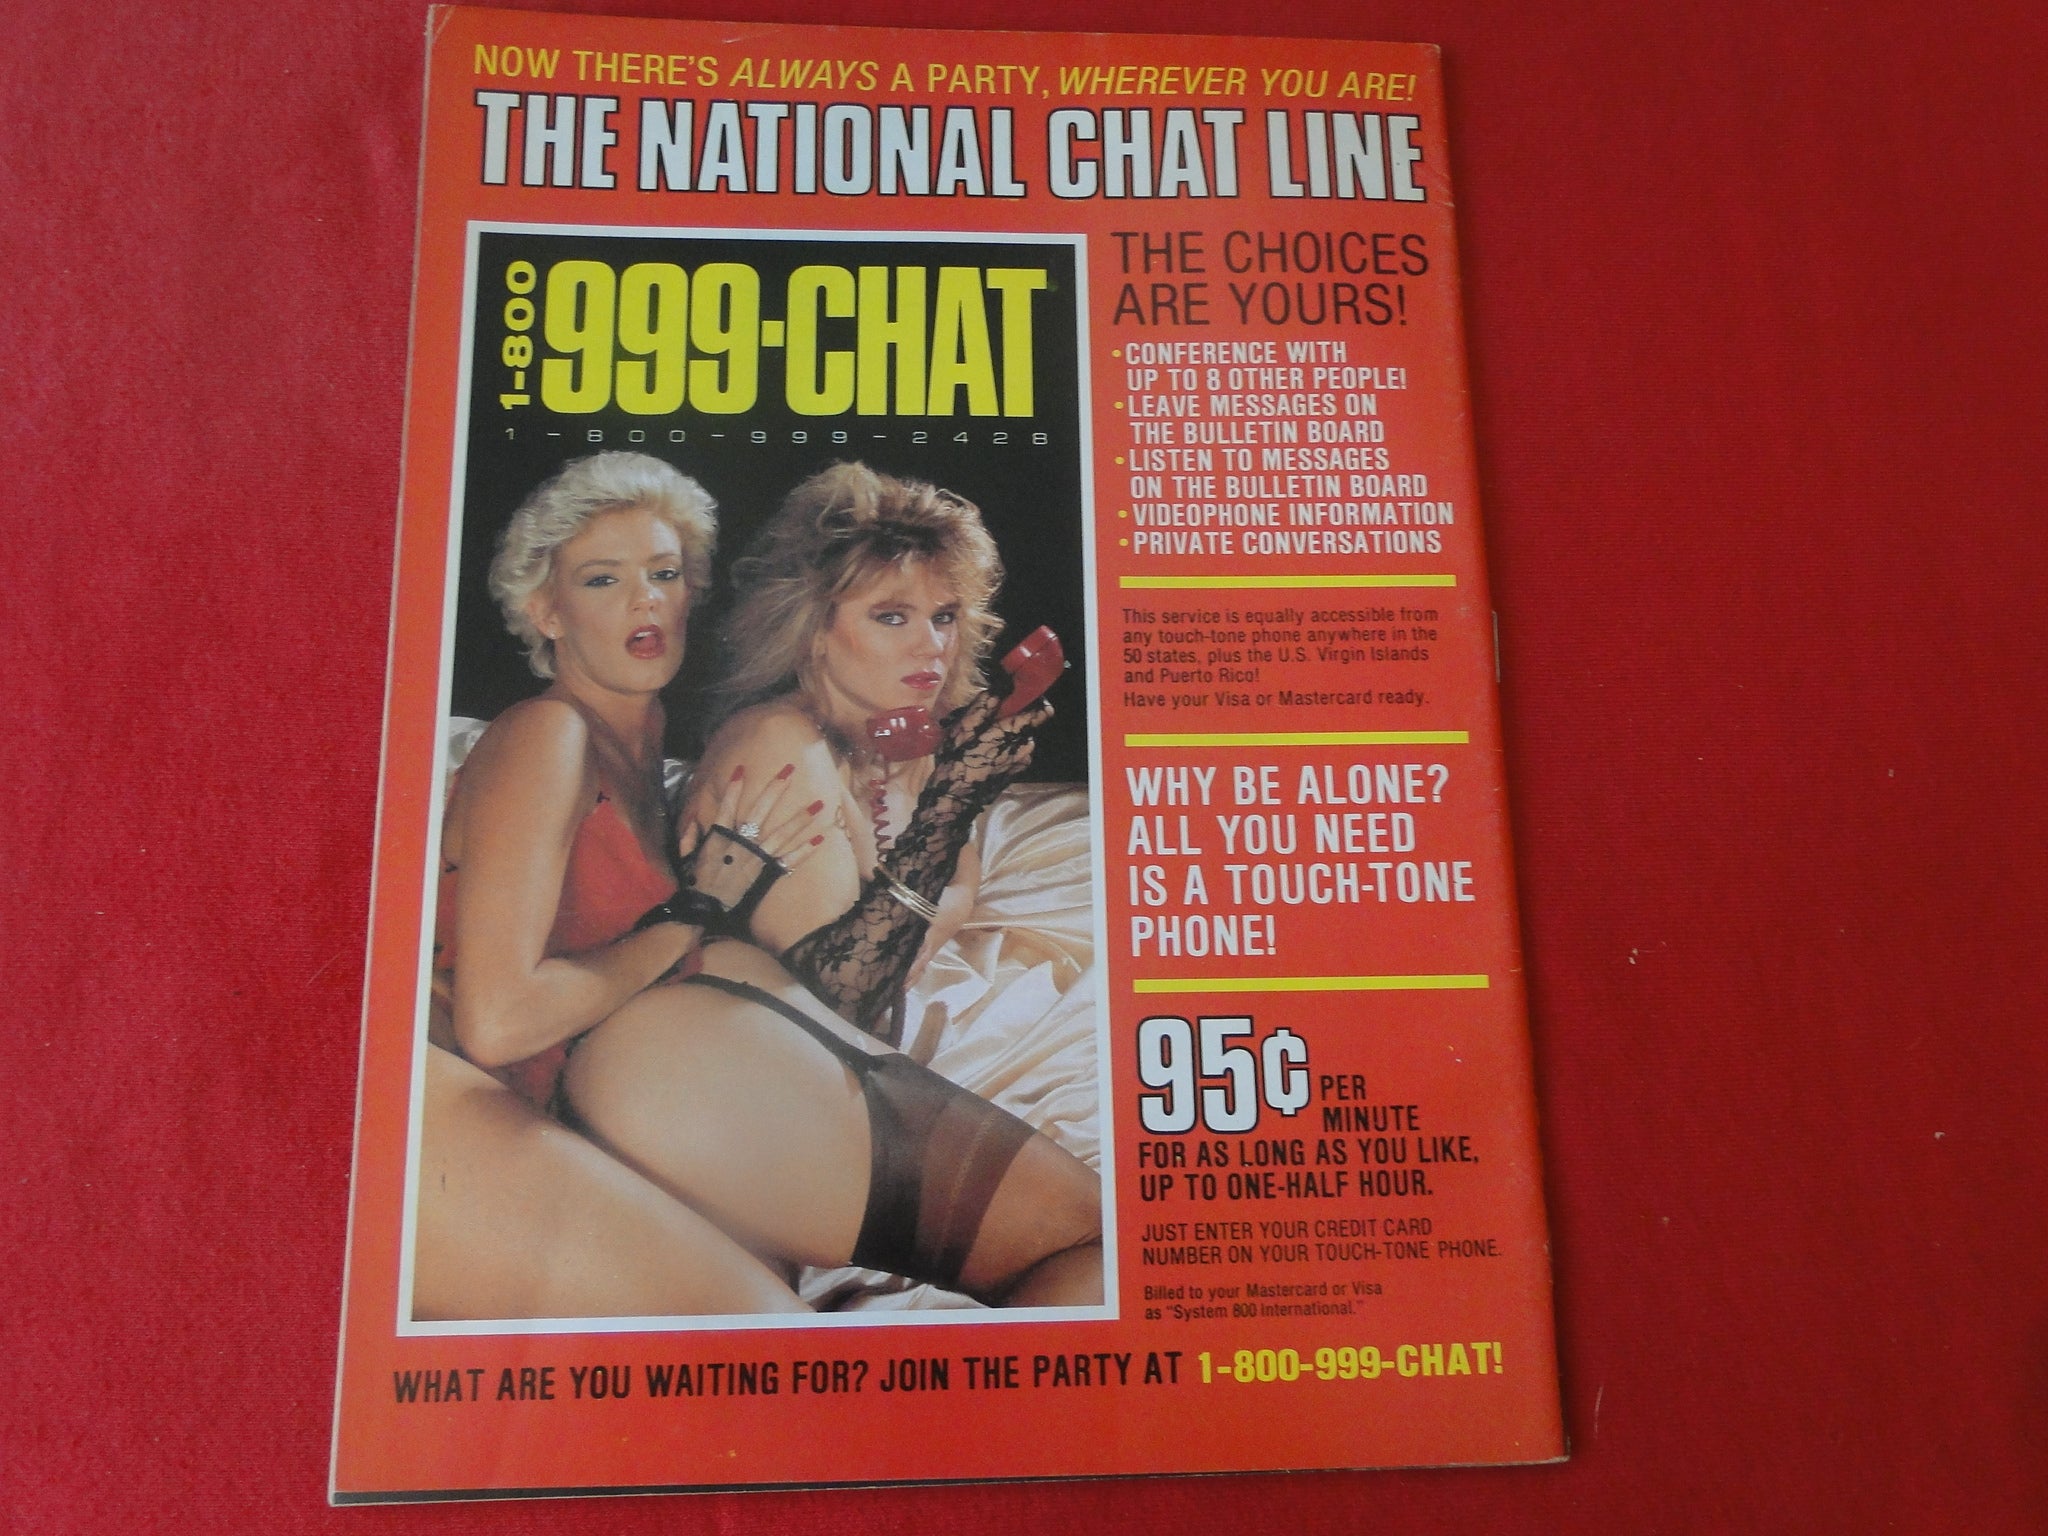 NOW THERE'S ALWAYS A PARTY, WHEREVER YOU ARE!
THE NATIONAL CHAT LINE
1-800 999-CHAT
1-800-999-2428
THE CHOICES
ARE YOURS!
•CONFERENCE WITH
UP TO 8 OTHER PEOPLE!
•LEAVE MESSAGES ON
THE BULLETIN BOARD
•LISTEN TO MESSAGES
ON THE BULLETIN BOARD
•VIDEOPHONE INFORMATION
•PRIVATE CONVERSATIONS
This service is equally accessible from
any touch-tone phone anywhere in the
50 states, plus the U.S. Virgin Islands
and Puerto Rico!
Have your Visa or Mastercard ready.
WHY BE ALONE?
ALL YOU NEED
IS A TOUCH-TONE
PHONE!
95¢ PER
MINUTE
FOR AS LONG AS YOU LIKE,
UP TO ONE-HALF HOUR.
JUST ENTER YOUR CREDIT CARD
NUMBER ON YOUR TOUCH-TONE PHONE.
Billed to your Mastercard or Visa
as "System 800 International."
WHAT ARE YOU WAITING FOR? JOIN THE PARTY AT 1-800-999-CHAT!